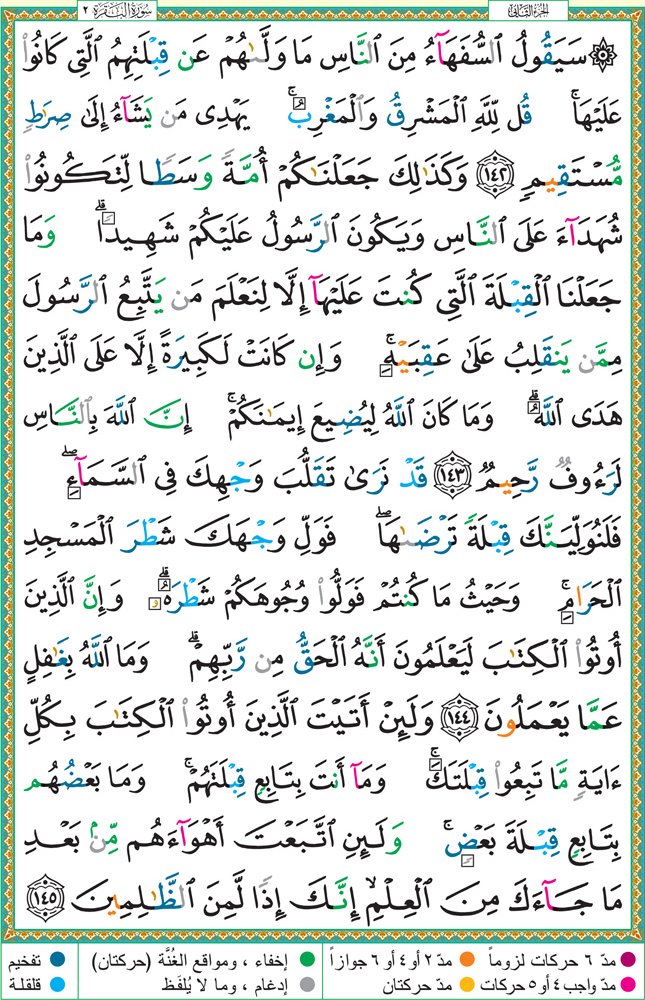 الجزء الثاني سورة البقرة ٢
۞ سَيَقُولُ ٱلسُّفَهَآءُ مِنَ ٱلنَّاسِ مَا وَلَّىٰهُمْ عَن قِبْلَتِهِمُ ٱلَّتِى كَانُوا۟
عَلَيْهَا ۚ قُل لِّلَّهِ ٱلْمَشْرِقُ وَٱلْمَغْرِبُ ۚ يَهْدِى مَن يَشَآءُ إِلَىٰ صِرَٰطٍ
مُّسْتَقِيمٍ ١٤٢ وَكَذَٰلِكَ جَعَلْنَٰكُمْ أُمَّةً وَسَطًا لِّتَكُونُوا۟
شُهَدَآءَ عَلَى ٱلنَّاسِ وَيَكُونَ ٱلرَّسُولُ عَلَيْكُمْ شَهِيدًا ۗ وَمَا
جَعَلْنَا ٱلْقِبْلَةَ ٱلَّتِى كُنتَ عَلَيْهَآ إِلَّا لِنَعْلَمَ مَن يَتَّبِعُ ٱلرَّسُولَ
مِمَّن يَنقَلِبُ عَلَىٰ عَقِبَيْهِ ۚ وَإِن كَانَتْ لَكَبِيرَةً إِلَّا عَلَى ٱلَّذِينَ
هَدَى ٱللَّهُ ۗ وَمَا كَانَ ٱللَّهُ لِيُضِيعَ إِيمَٰنَكُمْ ۚ إِنَّ ٱللَّهَ بِٱلنَّاسِ
لَرَءُوفٌ رَّحِيمٌ ١٤٣ قَدْ نَرَىٰ تَقَلُّبَ وَجْهِكَ فِى ٱلسَّمَآءِ ۖ
فَلَنُوَلِّيَنَّكَ قِبْلَةً تَرْضَىٰهَا ۚ فَوَلِّ وَجْهَكَ شَطْرَ ٱلْمَسْجِدِ
ٱلْحَرَامِ ۚ وَحَيْثُ مَا كُنتُمْ فَوَلُّوا۟ وُجُوهَكُمْ شَطْرَهُۥ ۗ وَإِنَّ ٱلَّذِينَ
أُوتُوا۟ ٱلْكِتَٰبَ لَيَعْلَمُونَ أَنَّهُ ٱلْحَقُّ مِن رَّبِّهِمْ ۗ وَمَا ٱللَّهُ بِغَٰفِلٍ
عَمَّا يَعْمَلُونَ ١٤٤ وَلَئِنْ أَتَيْتَ ٱلَّذِينَ أُوتُوا۟ ٱلْكِتَٰبَ بِكُلِّ
ءَايَةٍ مَّا تَبِعُوا۟ قِبْلَتَكَ ۚ وَمَآ أَنتَ بِتَابِعٍ قِبْلَتَهُمْ ۚ وَمَا بَعْضُهُم
بِتَابِعٍ قِبْلَةَ بَعْضٍ ۚ وَلَئِنِ ٱتَّبَعْتَ أَهْوَآءَهُم مِّنۢ بَعْدِ
مَا جَآءَكَ مِنَ ٱلْعِلْمِ ۙ إِنَّكَ إِذًا لَّمِنَ ٱلظَّٰلِمِينَ ١٤٥
مدّ ٦ حركات لزوماً مدّ ٢ أو ٤ أو ٦ جوازاً إخفاء ، ومواقع الغُنَّة (حركتان) تفخيم
مدّ واجب ٤ أو ٥ حركات مدّ حركتان إدغام ، وما لا يُلفَظ قلقلة